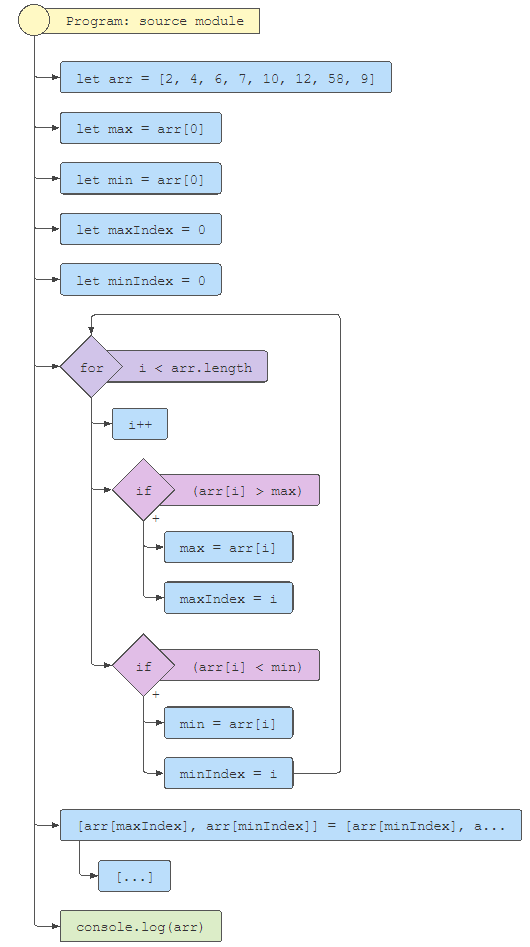 Program: source module
let arr = [2, 4, 6, 7, 10, 12, 58, 9]
let max = arr[0]
let min = arr[0]
let maxIndex = 0
let minIndex = 0
for i < arr.length
i++
if (arr[i] > max)
+
max = arr[i]
maxIndex = i
if (arr[i] < min)
+
min = arr[i]
minIndex = i
[arr[maxIndex], arr[minIndex]] = [arr[minIndex], a...
[...]
console.log(arr)